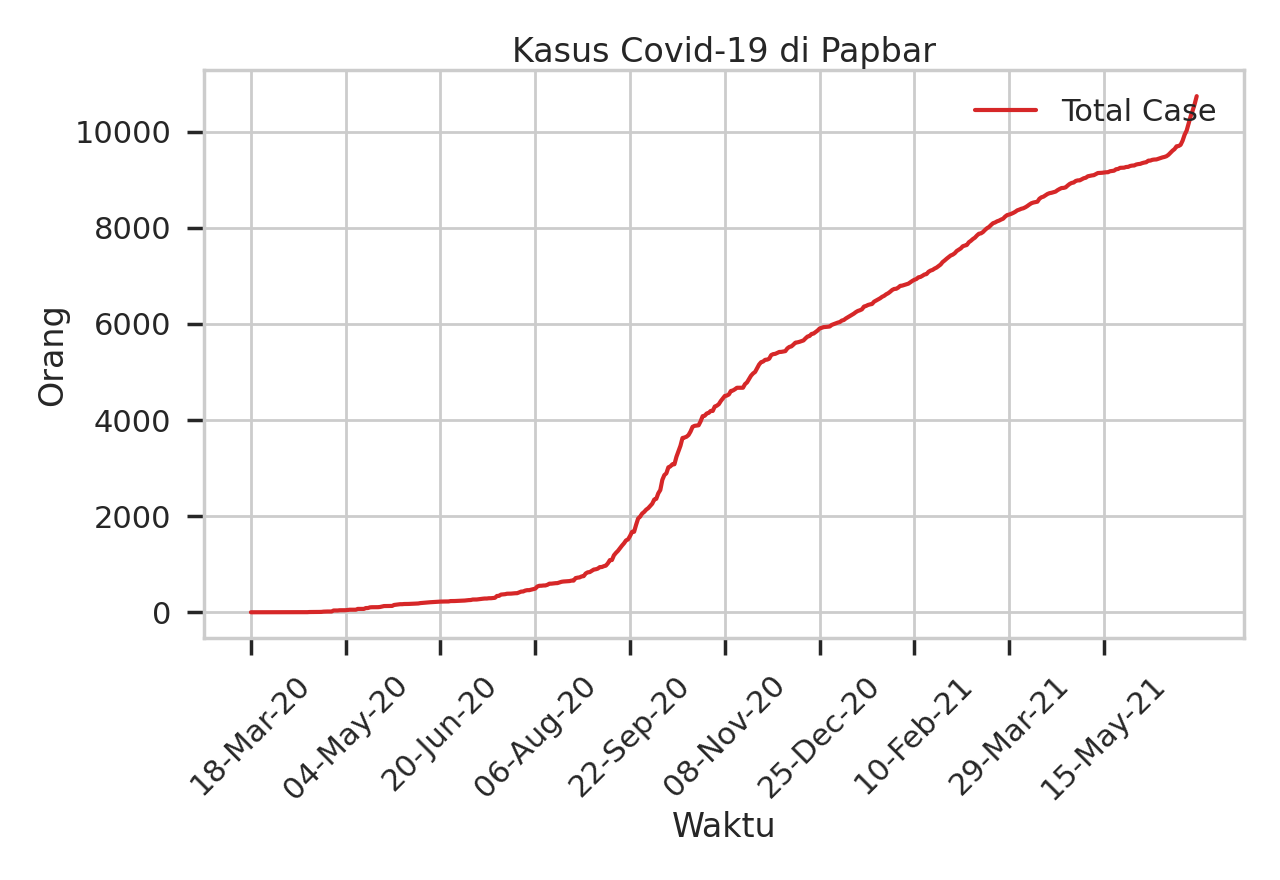 Kasus Covid-19 di Papbar
Total Case
Orang
10000
8000
6000
4000
2000
0
18-Mar-20
04-May-20
20-Jun-20
06-Aug-20
22-Sep-20
08-Nov-20
25-Dec-20
10-Feb-21
29-Mar-21
15-May-21
Waktu